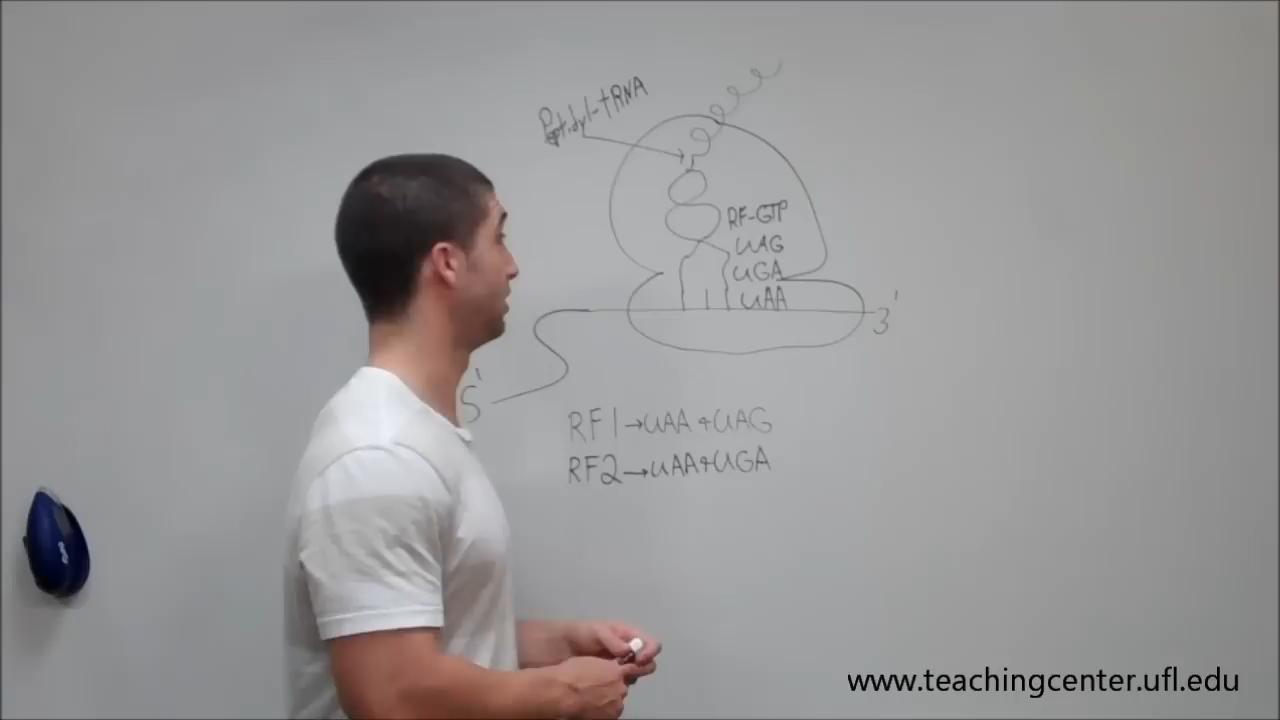 Peptidyl-tRNA
RF-GTP
UAG
UGA
UAA
3'
5'
RF1→UAA + UAG
RF2→UAA+UGA
www.teachingcenter.ufl.edu